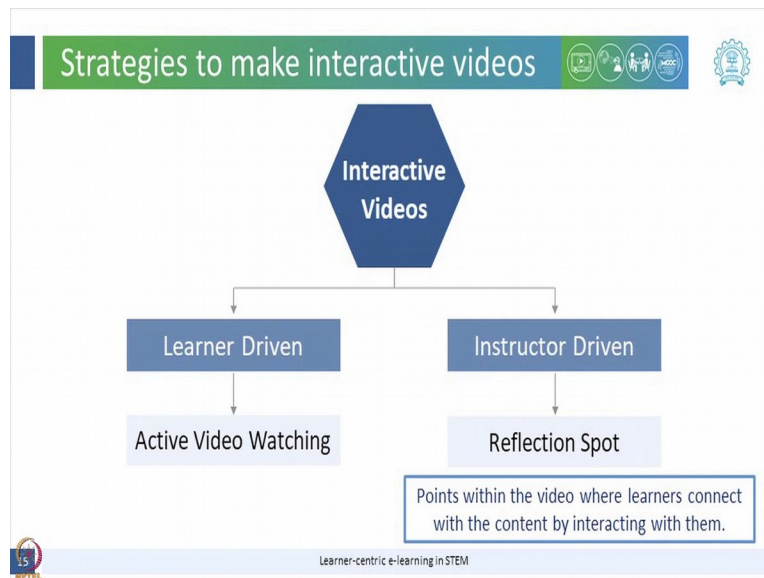 Strategies to make interactive videos
Interactive
Videos
Learner Driven
Instructor Driven
Active Video Watching
Reflection Spot
Points within the video where learners connect
with the content by interacting with them.
15
Learner-centric e-learning in STEM